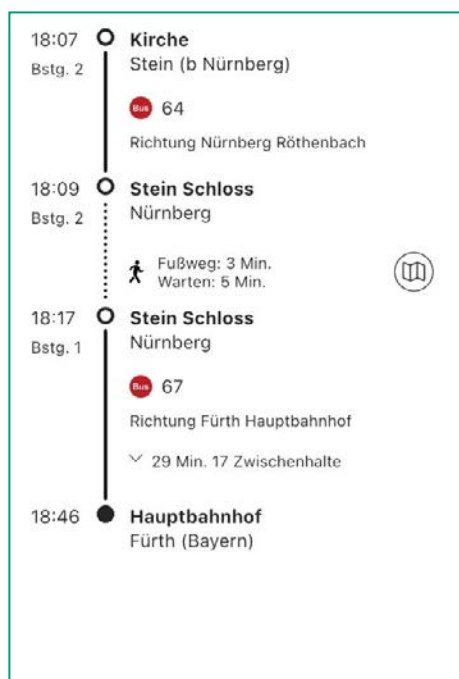 18:07 Kirche
Bstg. 2 Stein (b Nürnberg)
Bus 64
Richtung Nürnberg Röthenbach
18:09 Stein Schloss
Bstg. 2 Nürnberg
Fußweg: 3 Min.
Warten: 5 Min.
18:17 Stein Schloss
Bstg. 1 Nürnberg
Bus 67
Richtung Fürth Hauptbahnhof
29 Min. 17 Zwischenhalte
18:46 Hauptbahnhof
Fürth (Bayern)